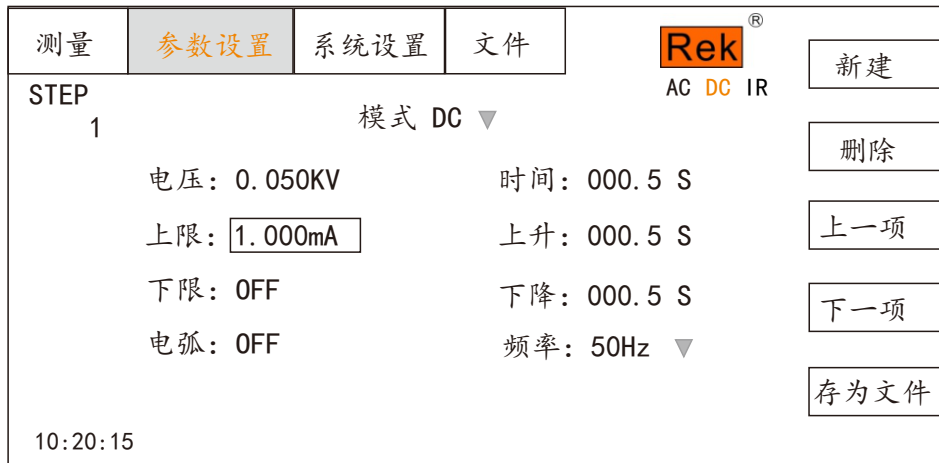 测量 参数设置 系统设置 文件 Rek®
AC DC IR
新建
STEP
1
模式 DC ▼
删除
电压: 0.050KV 时间: 000.5 S
上限: 1.000mA 上升: 000.5 S
上一项
下限: OFF 下降: 000.5 S
下一项
电弧: OFF 频率: 50Hz ▼
存为文件
10:20:15